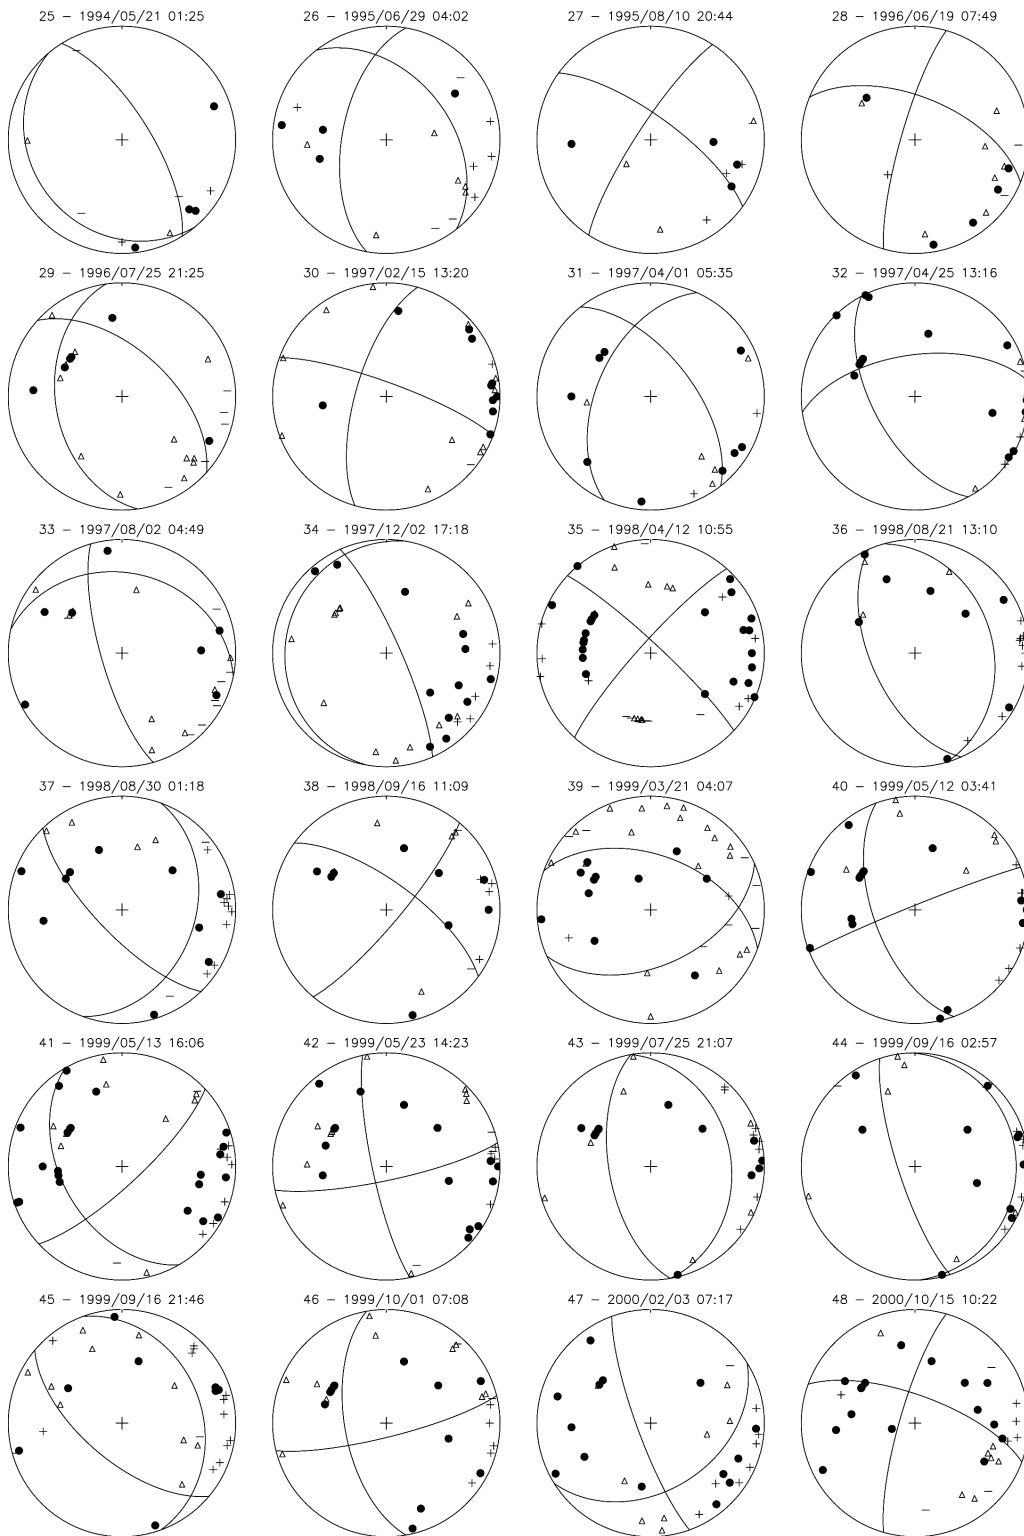 25 – 1994/05/21 01:25
26 – 1995/06/29 04:02
27 – 1995/08/10 20:44
28 – 1996/06/19 07:49
29 – 1996/07/25 21:25
30 – 1997/02/15 13:20
31 – 1997/04/01 05:35
32 – 1997/04/25 13:16
33 – 1997/08/02 04:49
34 – 1997/12/02 17:18
35 – 1998/04/12 10:55
36 – 1998/08/21 13:10
37 – 1998/08/30 01:18
38 – 1998/09/16 11:09
39 – 1999/03/21 04:07
40 – 1999/05/12 03:41
41 – 1999/05/13 16:06
42 – 1999/05/23 14:23
43 – 1999/07/25 21:07
44 – 1999/09/16 02:57
45 – 1999/09/16 21:46
46 – 1999/10/01 07:08
47 – 2000/02/03 07:17
48 – 2000/10/15 10:22